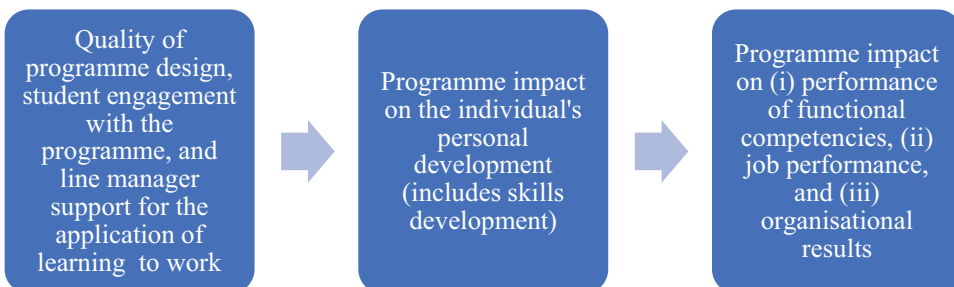 Quality of
programme design,
student engagement
with the
programme, and
line manager
support for the
application of
learning to work
Programme impact
on the individual's
personal
development
(includes skills
development)
Programme impact
on (i) performance
of functional
competencies, (ii)
job performance,
and (iii)
organisational
results